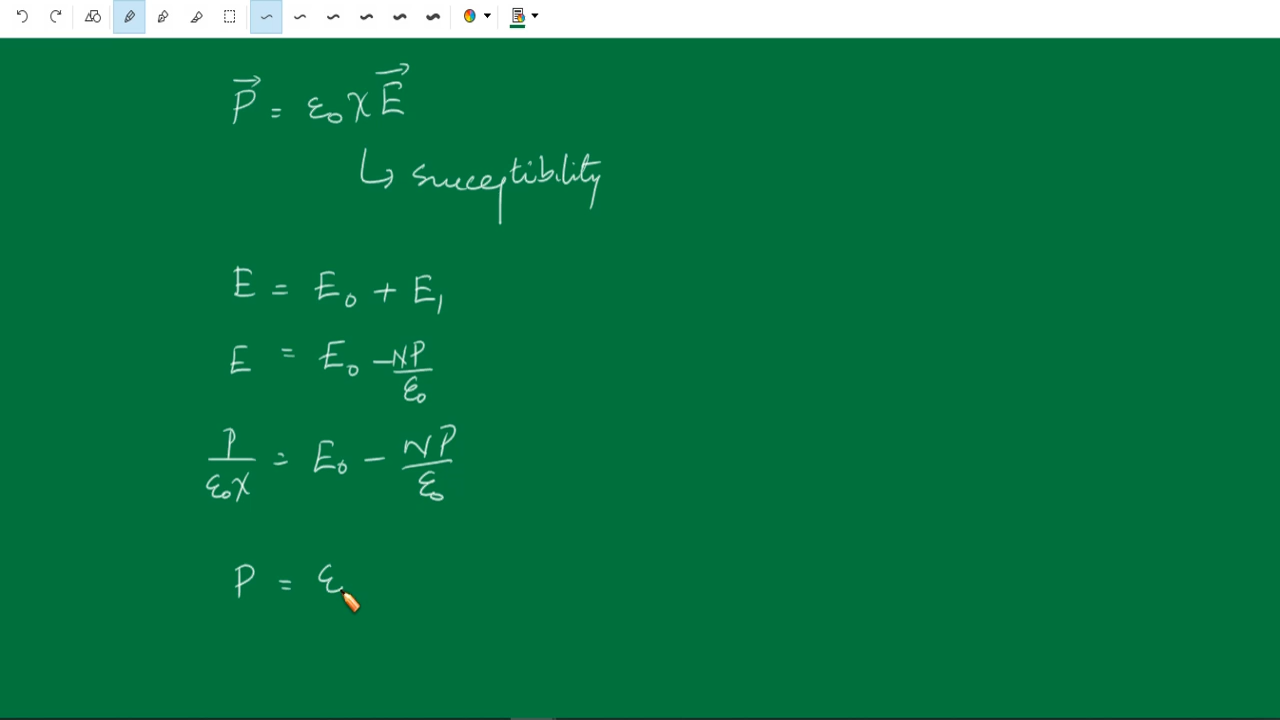 P⃗ = ε₀χE⃗
↳ susceptibility
E = E₀ + E₁
E = E₀ - NP/ε₀
P/ε₀χ = E₀ - NP/ε₀
P = ε